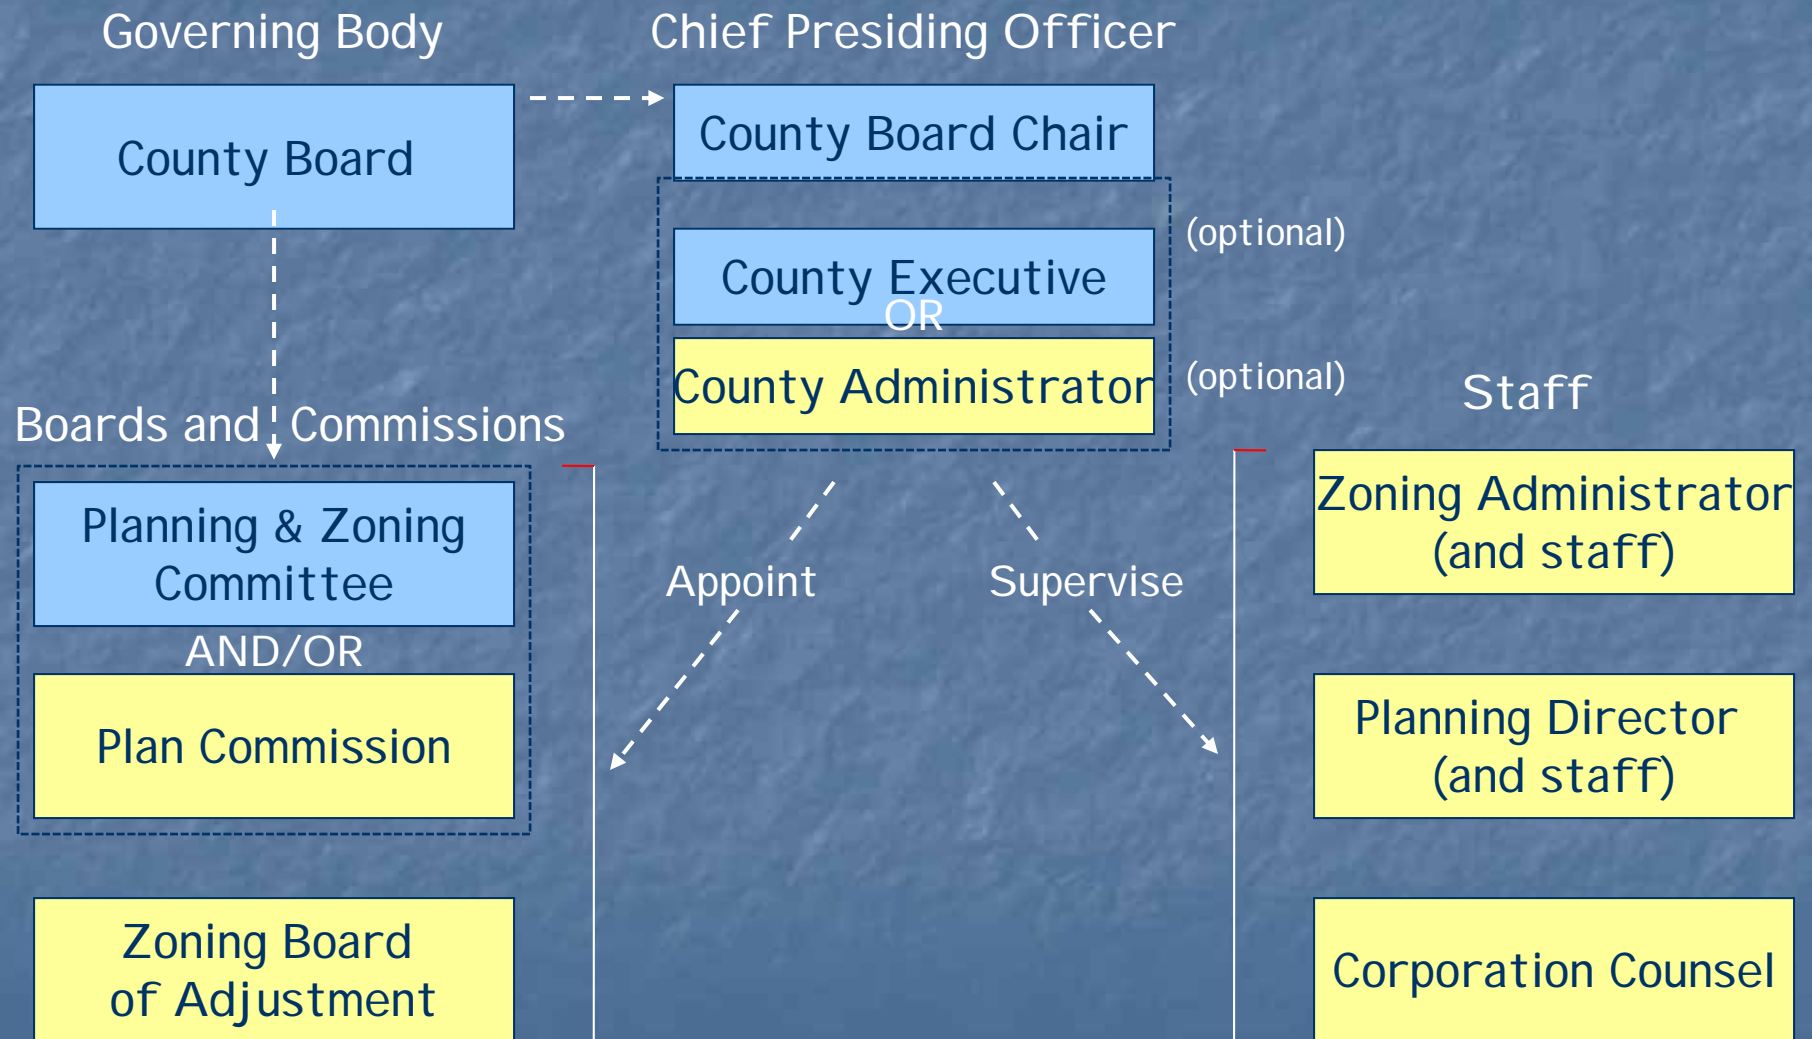 Governing Body
Chief Presiding Officer
County Board
County Board Chair
(optional)
County Executive
OR
County Administrator
(optional)
Staff
Boards and Commissions
Planning & Zoning
Committee
AND/OR
Plan Commission
Zoning Board
of Adjustment
Appoint
Supervise
Zoning Administrator
(and staff)
Planning Director
(and staff)
Corporation Counsel